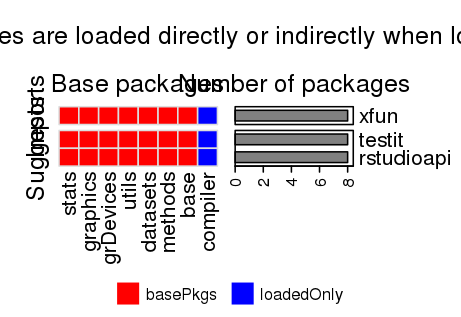 es are loaded directly or indirectly when lo
Base packages
Number of packages
Imports
Suggests
xfun
testit
rstudioapi
stats
graphics
grDevices
utils
datasets
methods
base
compiler
0 2 4 6 8
basePkgs
loadedOnly